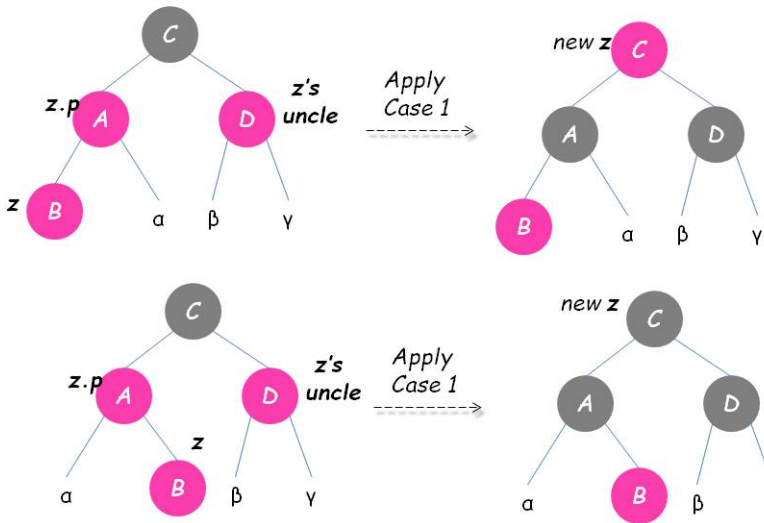 C
new z C
z.p A D z's uncle
Apply
Case 1
A D
z B α β γ
B α β γ
C
new z C
z.p A D z's uncle
Apply
Case 1
A D
z
α B β γ
α B β